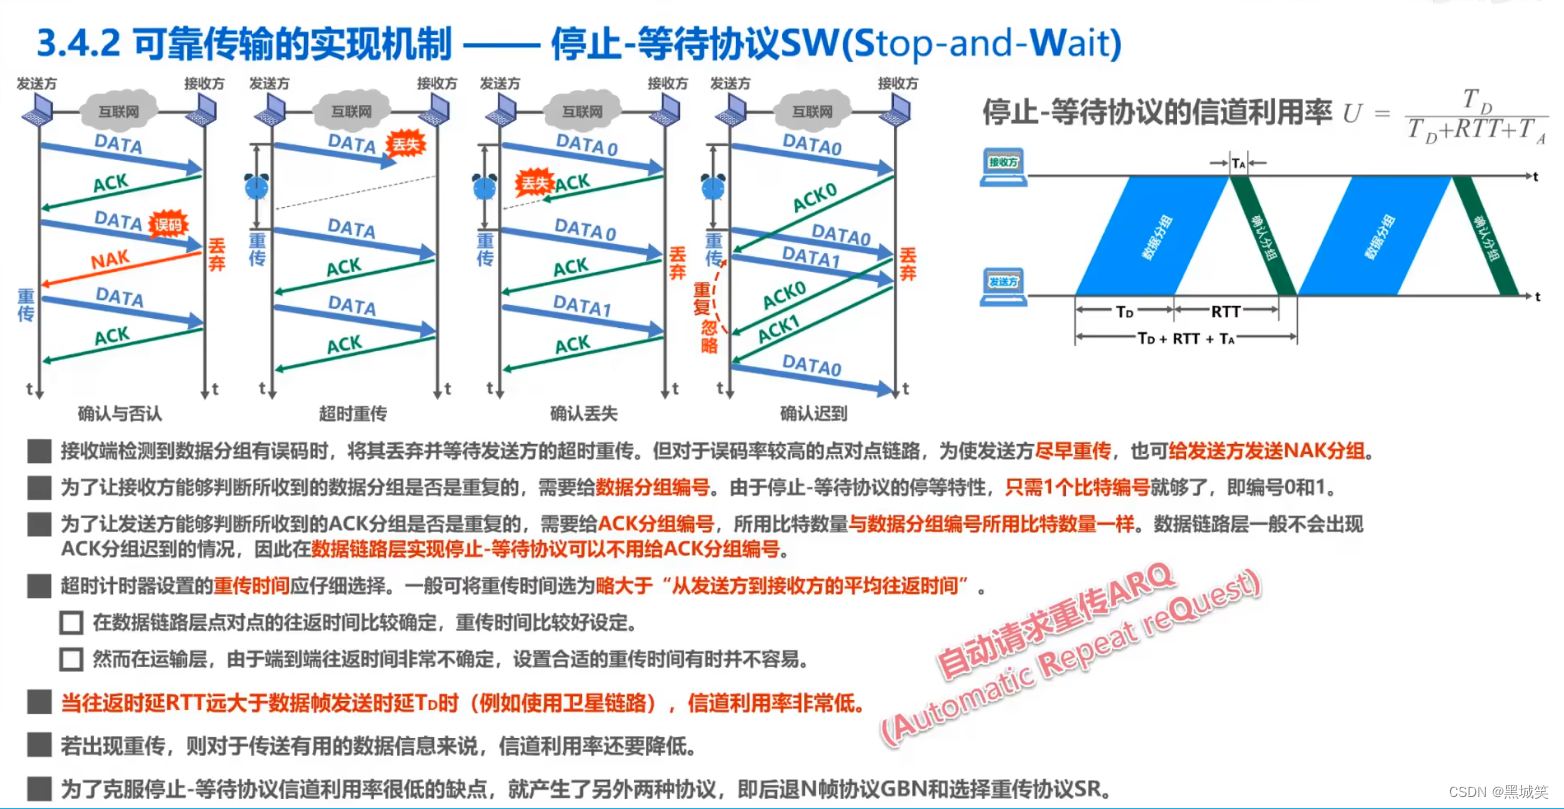 3.4.2 可靠传输的实现机制 —— 停止-等待协议SW(Stop-and-Wait)
发送方 接收方
互联网
DATA
ACK
DATA 误码
丢弃
NAK
重传
DATA
ACK
t t
确认与否认
发送方 接收方
互联网
DATA 丢失
重传
DATA
ACK
DATA
ACK
t t
超时重传
发送方 接收方
互联网
DATA0
丢失 ACK
重传
DATA0
丢弃
ACK
DATA1
ACK
t t
确认丢失
发送方 接收方
互联网
DATA0
ACK0
重传
DATA0
DATA1
丢弃
重复
忽略
ACK0
ACK1
DATA0
t t
确认迟到
停止-等待协议的信道利用率 U = TD / TD+RTT+TA
接收方
TA
t
数据分组
确认分组
数据分组
确认分组
发送方
t
TD
RTT
TD + RTT + TA
接收端检测到数据分组有误码时，将其丢弃并等待发送方的超时重传。但对于误码率较高的点对点链路，为使发送方尽早重传，也可给发送方发送NAK分组。
为了让接收方能够判断所收到的数据分组是否是重复的，需要给数据分组编号。由于停止-等待协议的停等特性，只需1个比特编号就够了，即编号0和1。
为了让发送方能够判断所收到的ACK分组是否是重复的，需要给ACK分组编号，所用比特数量与数据分组编号所用比特数量一样。数据链路层一般不会出现
ACK分组迟到的情况，因此在数据链路层实现停止-等待协议可以不用给ACK分组编号。
超时计时器设置的重传时间应仔细选择。一般可将重传时间选为略大于“从发送方到接收方的平均往返时间”。
在数据链路层点对点的往返时间比较确定，重传时间比较好设定。
然而在运输层，由于端到端往返时间非常不确定，设置合适的重传时间有时并不容易。
自动请求重传ARQ
(Automatic Repeat reQuest)
当往返时延RTT远大于数据帧发送时延TD时（例如使用卫星链路），信道利用率非常低。
若出现重传，则对于传送有用的数据信息来说，信道利用率还要降低。
为了克服停止-等待协议信道利用率很低的缺点，就产生了另外两种协议，即后退N帧协议GBN和选择重传协议SR。
CSDN @黑城笑